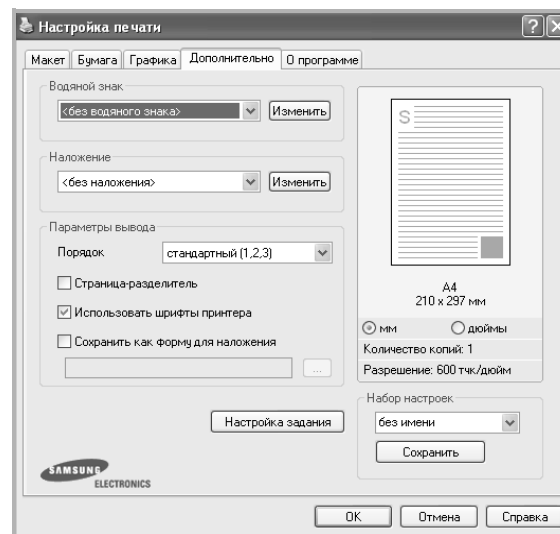 Настройка печати
Макет Бумага Графика Дополнительно О программе
Водяной знак
<без водяного знака> Изменить
Наложение
<без наложения> Изменить
Параметры вывода
Порядок стандартный (1,2,3)
Страница-разделитель
Использовать шрифты принтера
Сохранить как форму для наложения
...
Настройка задания
SAMSUNG
ELECTRONICS
S
A4
210 x 297 мм
мм дюймы
Количество копий: 1
Разрешение: 600 тчк/дюйм
Набор настроек
без имени
Сохранить
OK Отмена Справка